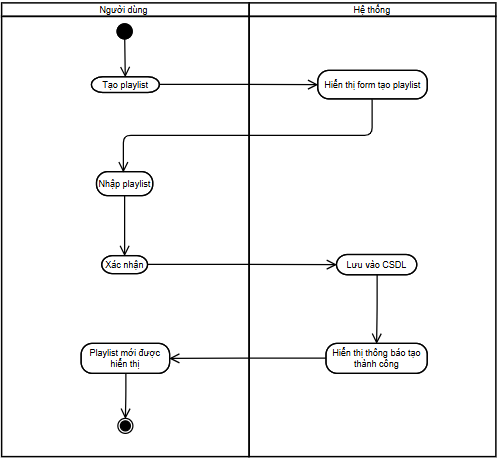 Người dùng
Hệ thống
Tạo playlist
Hiển thị form tạo playlist
Nhập playlist
Xác nhận
Lưu vào CSDL
Playlist mới được
hiển thị
Hiển thị thông báo tạo
thành công